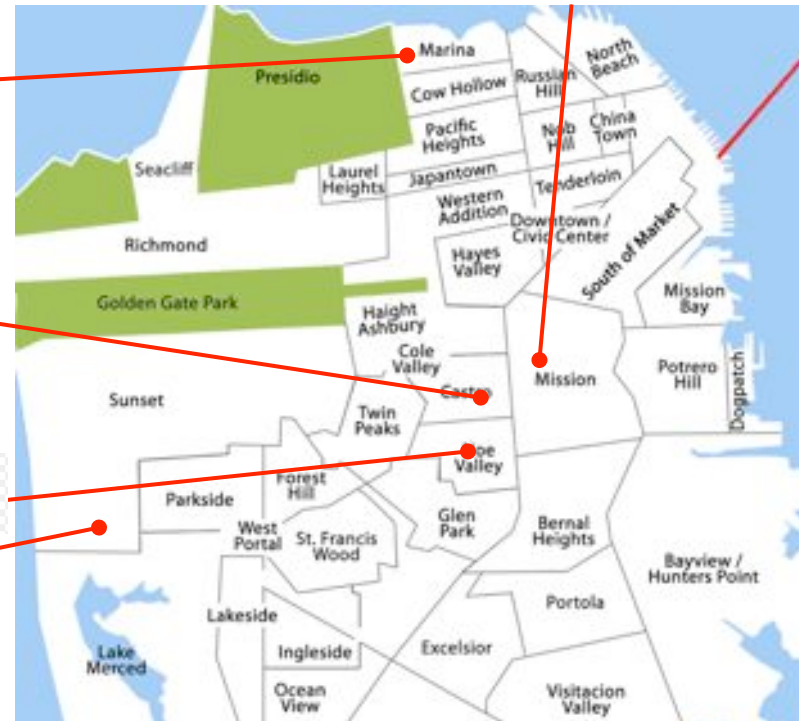 Marina
North
Beach
Presidio
Cow Hollow
Russian
Hill
Pacific
Heights
Nob
Hill
China
Town
Seacliff
Laurel
Heights
Japantown
Tenderloin
Western
Addition
Downtown /
Civic Center
Richmond
Hayes
Valley
South of Market
Golden Gate Park
Mission
Bay
Haight
Ashbury
Cole
Valley
Sunset
Castro
Mission
Potrero
Hill
Dogpatch
Twin
Peaks
Noe
Valley
Parkside
Forest
Hill
West
Portal
St. Francis
Wood
Glen
Park
Bernal
Heights
Bayview /
Hunters Point
Portola
Lakeside
Lake
Merced
Ingleside
Excelsior
Ocean
View
Visitacion
Valley